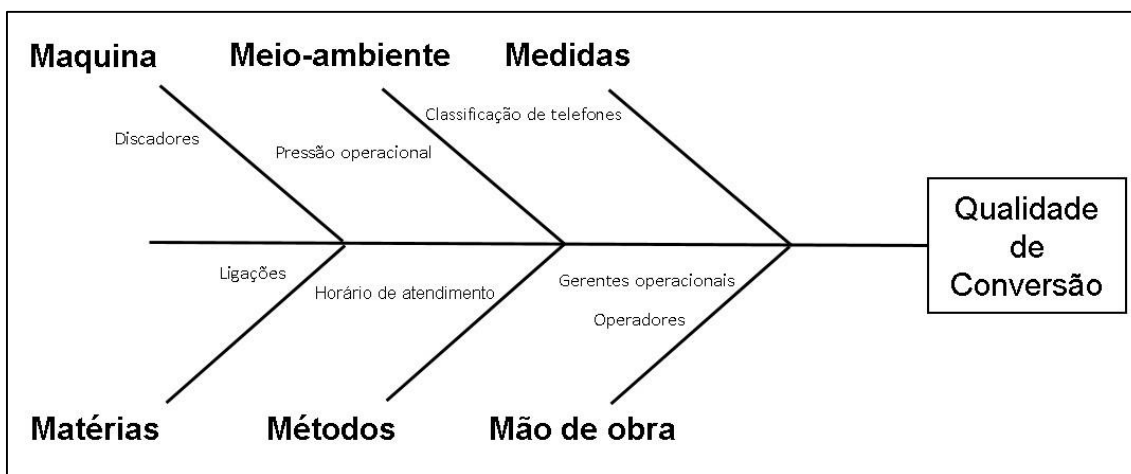 Maquina
Meio-ambiente
Medidas
Classificação de telefones
Discadores
Pressão operacional
Qualidade
de
Conversão
Ligações
Horário de atendimento
Gerentes operacionais
Operadores
Matérias
Métodos
Mão de obra